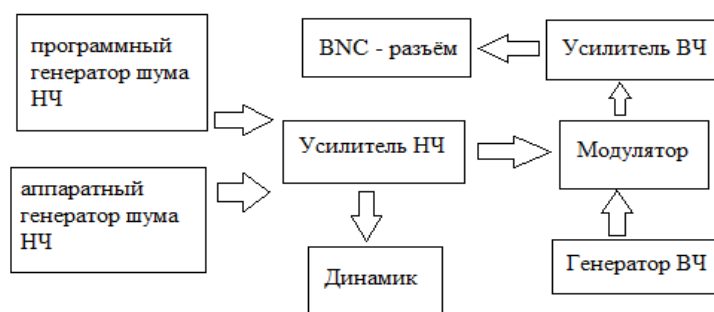 программный
генератор шума
НЧ
BNC - разъём
Усилитель ВЧ
Усилитель НЧ
Модулятор
аппаратный
генератор шума
НЧ
Динамик
Генератор ВЧ